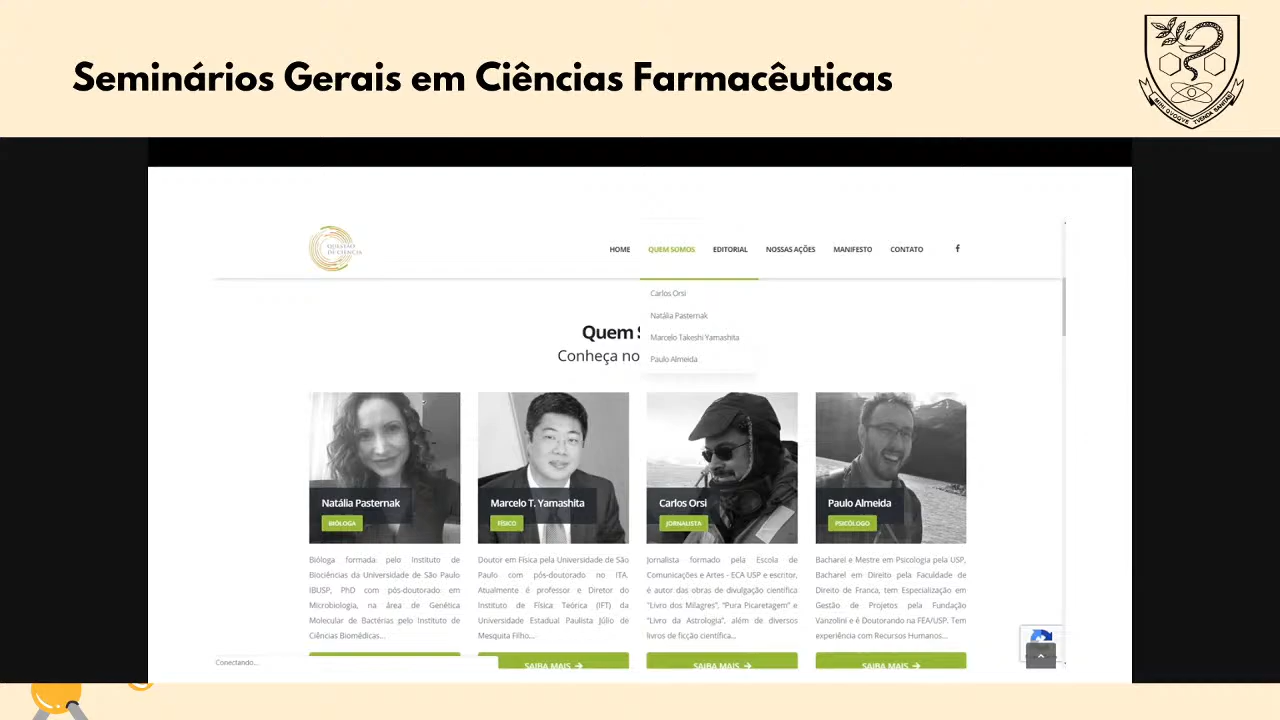 Seminários Gerais em Ciências Farmacêuticas
QUESTÃO
DE CIÊNCIA
HOME QUEM SOMOS EDITORIAL NOSSAS AÇÕES MANIFESTO CONTATO
Carlos Orsi
Natália Pasternak
Marcelo Takeshi Yamashita
Paulo Almeida
Quem S
Conheça no
Natália Pasternak
BIÓLOGA
Bióloga formada pelo Instituto de
Biociências da Universidade de São Paulo
IBUSP, PhD com pós-doutorado em
Microbiologia, na área de Genética
Molecular de Bactérias pelo Instituto de
Ciências Biomédicas...
Marcelo T. Yamashita
FÍSICO
Doutor em Física pela Universidade de São
Paulo com pós-doutorado no ITA.
Atualmente é professor e Diretor do
Instituto de Física Teórica (IFT) da
Universidade Estadual Paulista Júlio de
Mesquita Filho...
SAIBA MAIS
Carlos Orsi
JORNALISTA
Jornalista formado pela Escola de
Comunicações e Artes - ECA USP e escritor,
é autor das obras de divulgação científica
"Livro dos Milagres", "Pura Picaretagem" e
"Livro da Astrologia", além de diversos
livros de ficção científica...
SAIBA MAIS
Paulo Almeida
PSICÓLOGO
Bacharel e Mestre em Psicologia pela USP,
Bacharel em Direito pela Faculdade de
Direito de Franca, tem Especialização em
Gestão de Projetos pela Fundação
Vanzolini e é Doutorando na FEA/USP. Tem
experiência com Recursos Humanos...
SAIBA MAIS
Conectando...